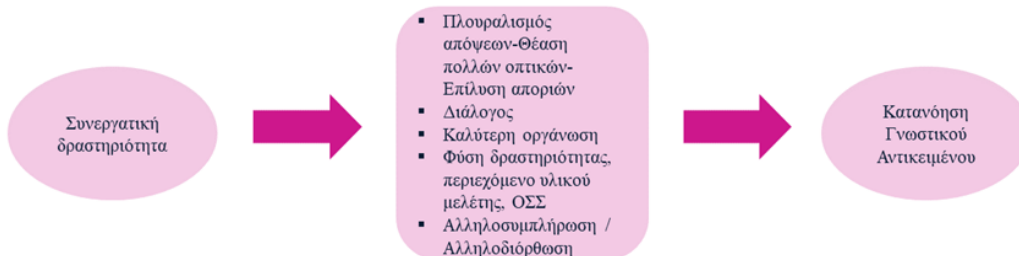 Συνεργατική
δραστηριότητα
▪ Πλουραλισμός
απόψεων-Θέαση
πολλών οπτικών-
Επίλυση αποριών
▪ Διάλογος
▪ Καλύτερη οργάνωση
▪ Φύση δραστηριότητας,
περιεχόμενο υλικού
μελέτης, ΟΣΣ
▪ Αλληλοσυμπλήρωση /
Αλληλοδιόρθωση
Κατανόηση
Γνωστικού
Αντικειμένου